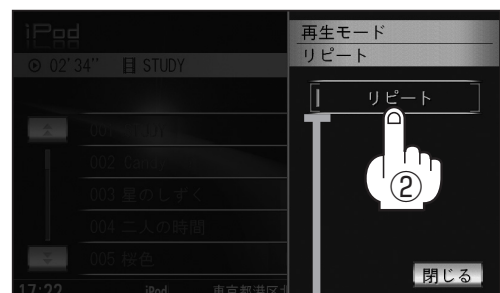 iPod
再生モード
リピート
02'34" STUDY
リピート
002 Candy
003 星のしずく
②
004 二人の時間
005 桜色
閉じる
17:22 iPod 東京都港区